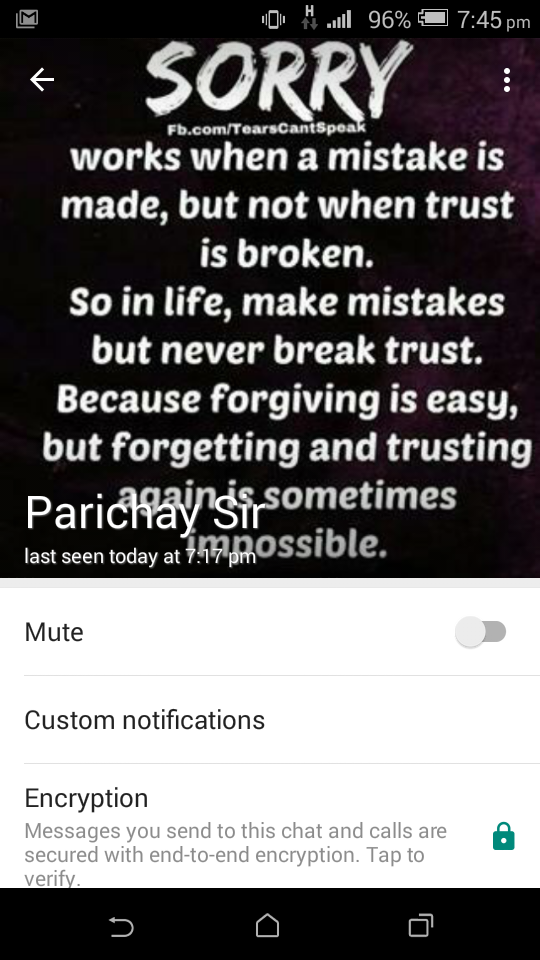 H 96% 7:45 pm
SORRY
Fb.com/TearsCantSpeak
works when a mistake is
made, but not when trust
is broken.
So in life, make mistakes
but never break trust.
Because forgiving is easy,
but forgetting and trusting
again is sometimes
Parichay Sir
impossible.
last seen today at 7:17 pm
Mute
Custom notifications
Encryption
Messages you send to this chat and calls are
secured with end-to-end encryption. Tap to
verify.